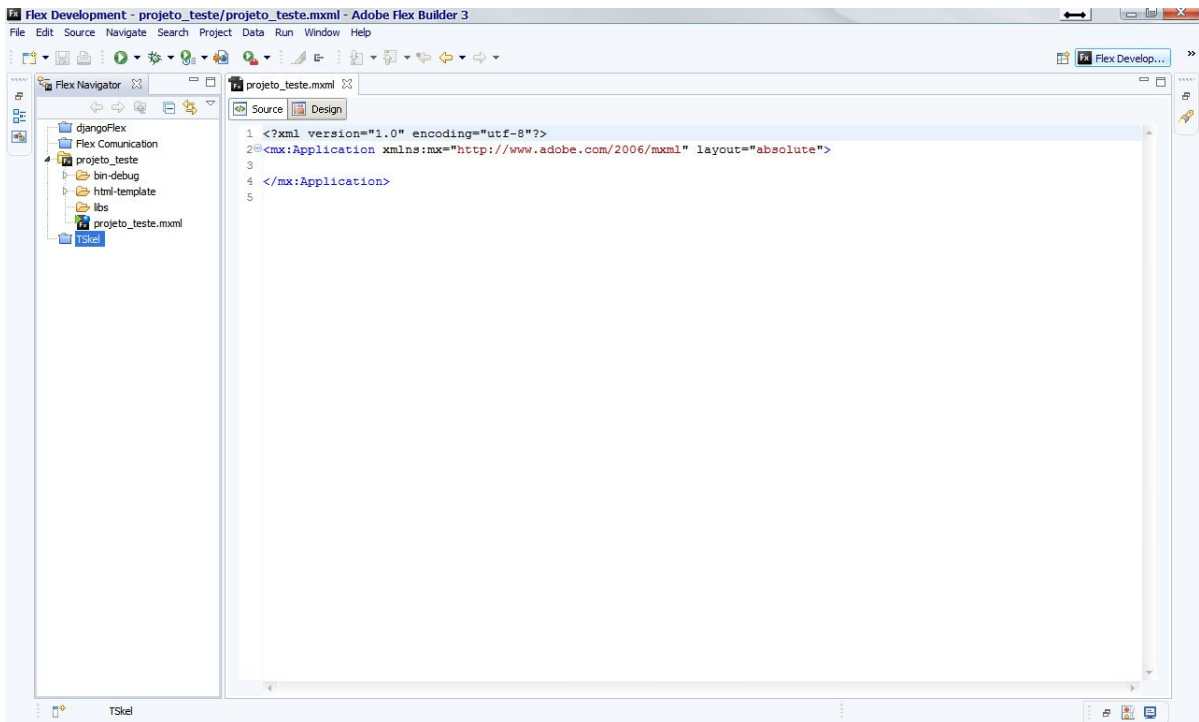 Fx Flex Development - projeto_teste/projeto_teste.mxml - Adobe Flex Builder 3
File Edit Source Navigate Search Project Data Run Window Help
Fx Flex Develop... »
Flex Navigator
projeto_teste.mxml
Source Design
djangoFlex
Flex Comunication
projeto_teste
bin-debug
html-template
libs
projeto_teste.mxml
TSkel
1 <?xml version="1.0" encoding="utf-8"?>
2 <mx:Application xmlns:mx="http://www.adobe.com/2006/mxml" layout="absolute">
3
4 </mx:Application>
5
TSkel